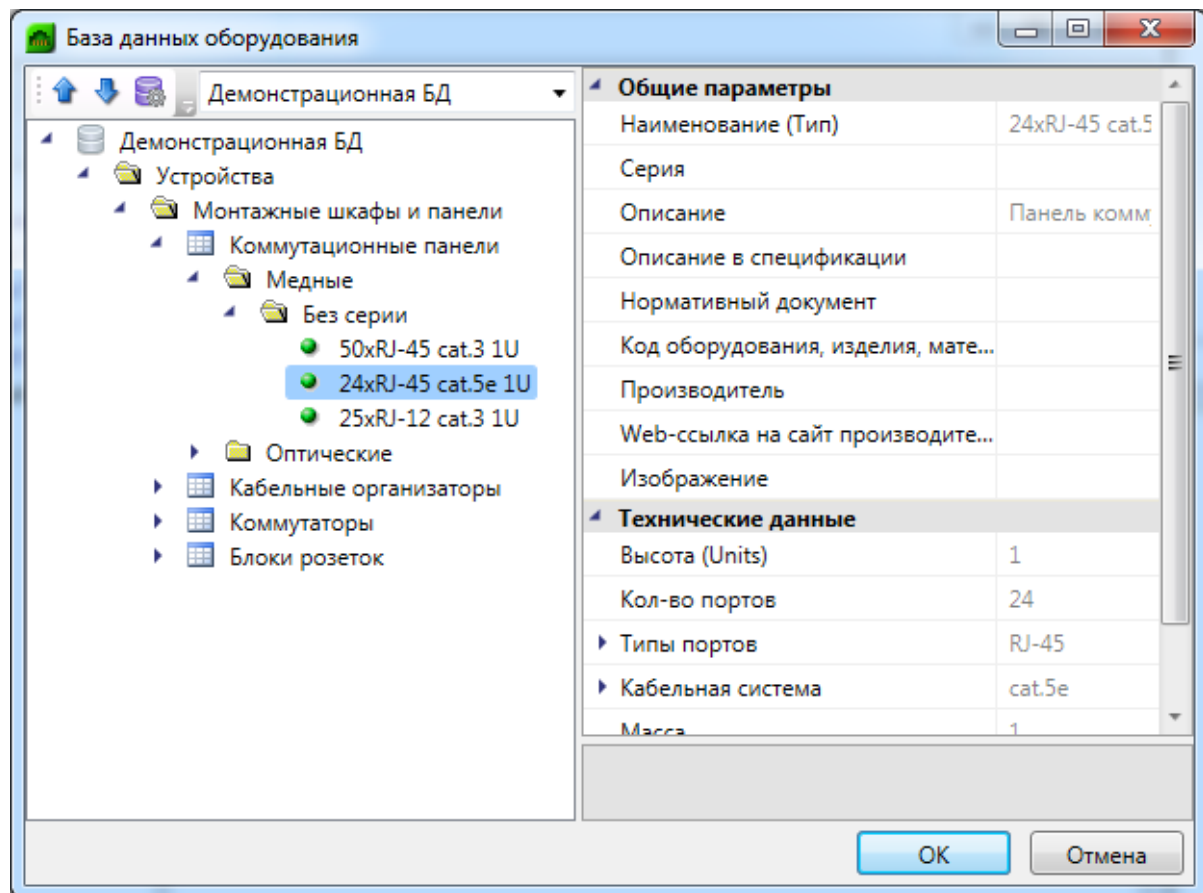 База данных оборудования
Демонстрационная БД
Демонстрационная БД
Устройства
Монтажные шкафы и панели
Коммутационные панели
Медные
Без серии
50xRJ-45 cat.3 1U
24xRJ-45 cat.5e 1U
25xRJ-12 cat.3 1U
Оптические
Кабельные организаторы
Коммутаторы
Блоки розеток
Общие параметры
Наименование (Тип) 24xRJ-45 cat.5
Серия
Описание Панель комм
Описание в спецификации
Нормативный документ
Код оборудования, изделия, мате...
Производитель
Web-ссылка на сайт производите...
Изображение
Технические данные
Высота (Units) 1
Кол-во портов 24
Типы портов RJ-45
Кабельная система cat.5e
Масса 1
OK Отмена